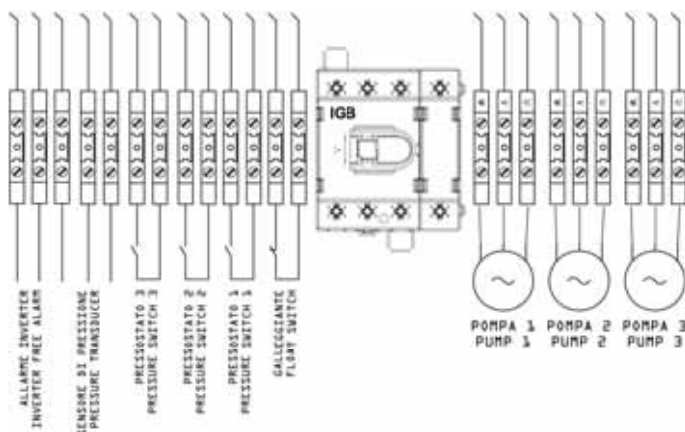 IGB
ALLARME INVERTER
INVERTER FREE ALARM
SENSORE DI PRESSIONE
PRESSURE TRANSDUCER
PRESSOSTATO 3
PRESSURE SWITCH 3
PRESSOSTATO 2
PRESSURE SWITCH 2
PRESSOSTATO 1
PRESSURE SWITCH 1
GALLEGGIANTE
FLOAT SWITCH
POMPA 1
PUMP 1
POMPA 2
PUMP 2
POMPA 3
PUMP 3